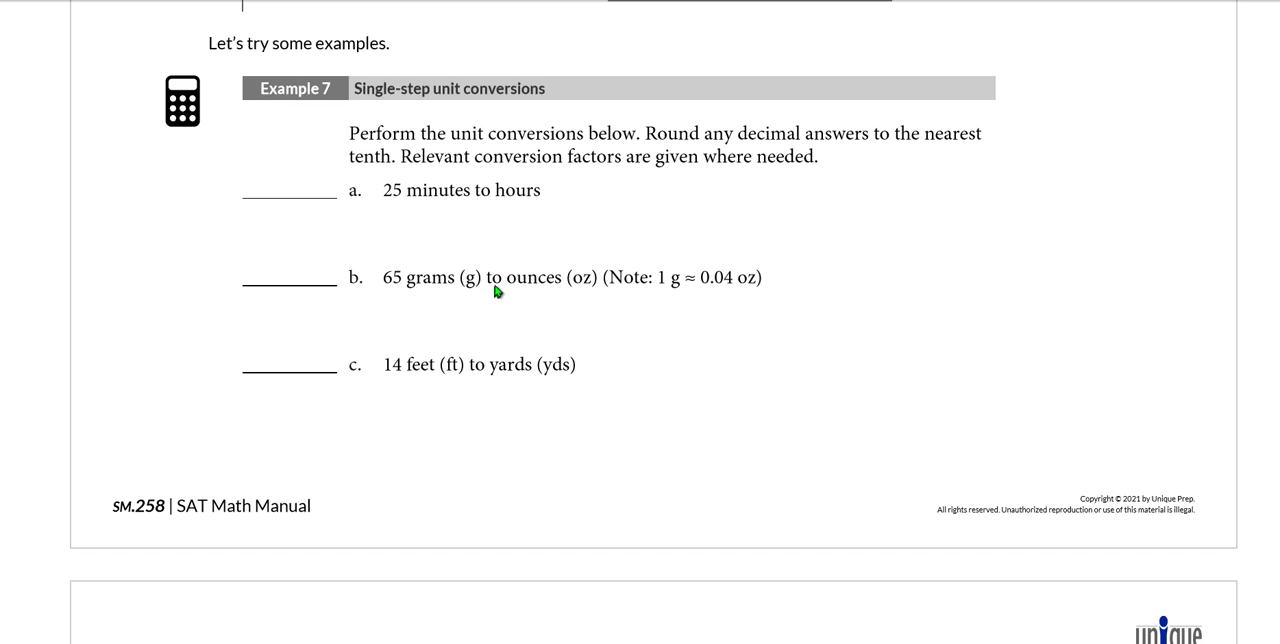 Let's try some examples.
Example 7 Single-step unit conversions
Perform the unit conversions below. Round any decimal answers to the nearest
tenth. Relevant conversion factors are given where needed.
a. 25 minutes to hours
b. 65 grams (g) to ounces (oz) (Note: 1 g ≈ 0.04 oz)
c. 14 feet (ft) to yards (yds)
SM.258 | SAT Math Manual
Copyright © 2021 by Unique Prep.
All rights reserved. Unauthorized reproduction or use of this material is illegal.
unique